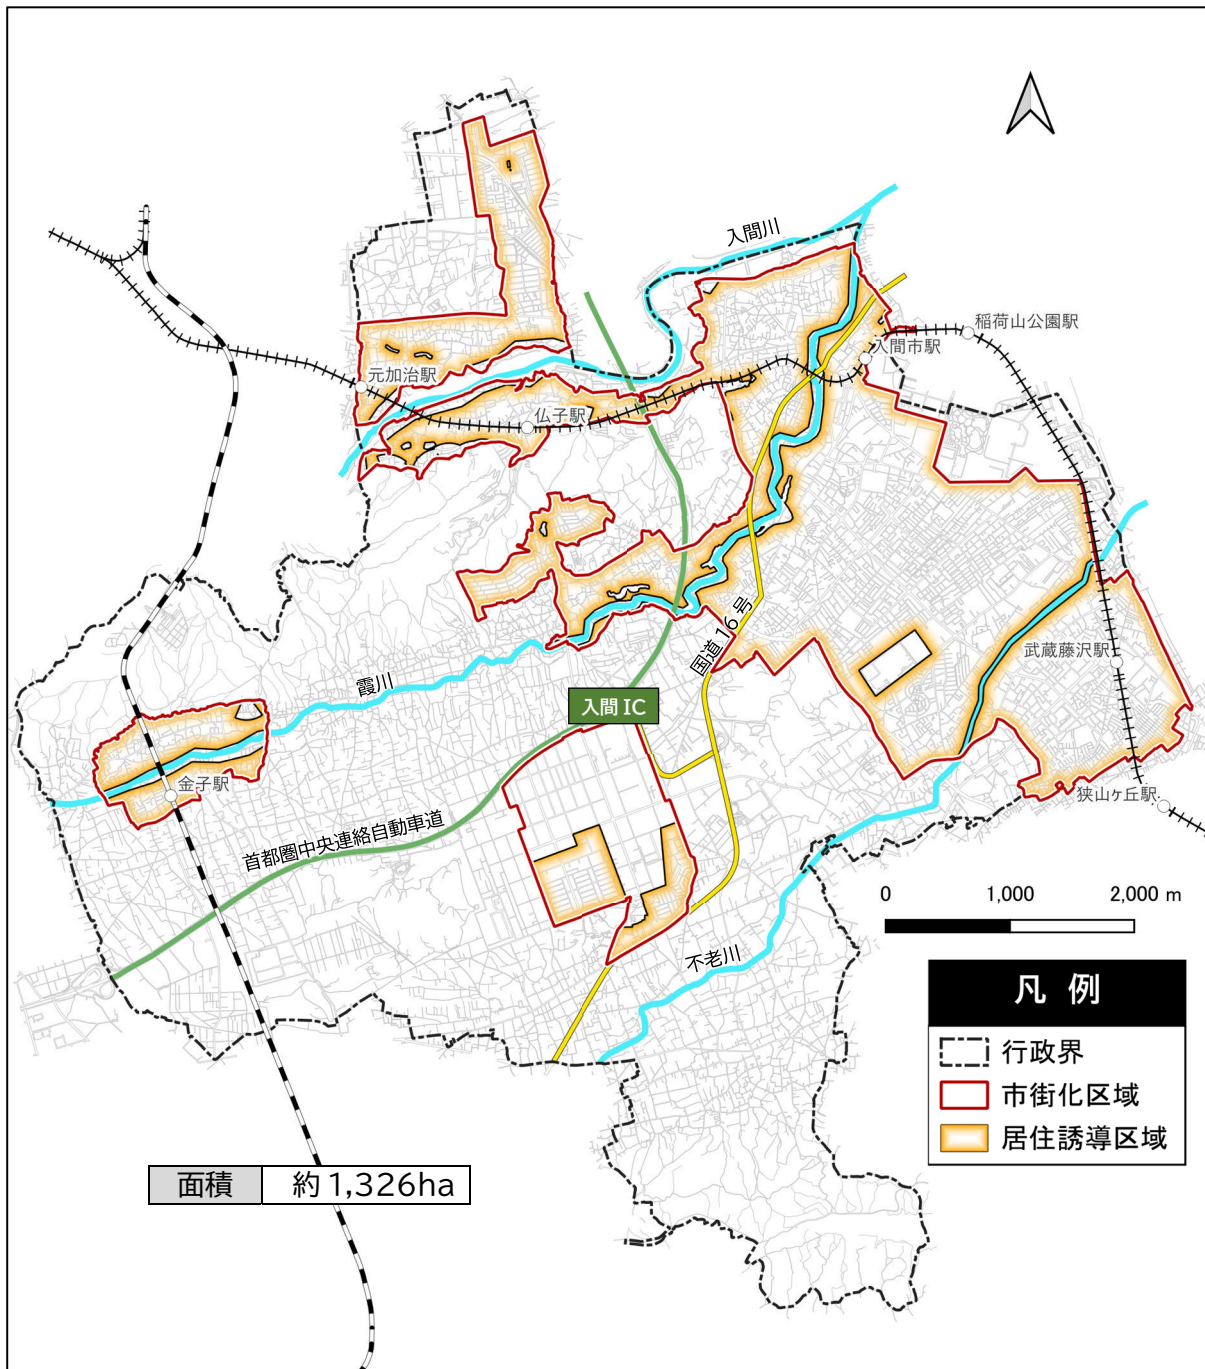 入間川
稲荷山公園駅
入間市駅
元加治駅
仏子駅
国道16号
武蔵藤沢駅
霞川
入間IC
金子駅
狭山ヶ丘駅
首都圏中央連絡自動車道
0 1,000 2,000 m
不老川
凡例
行政界
市街化区域
居住誘導区域
面積 約1,326ha